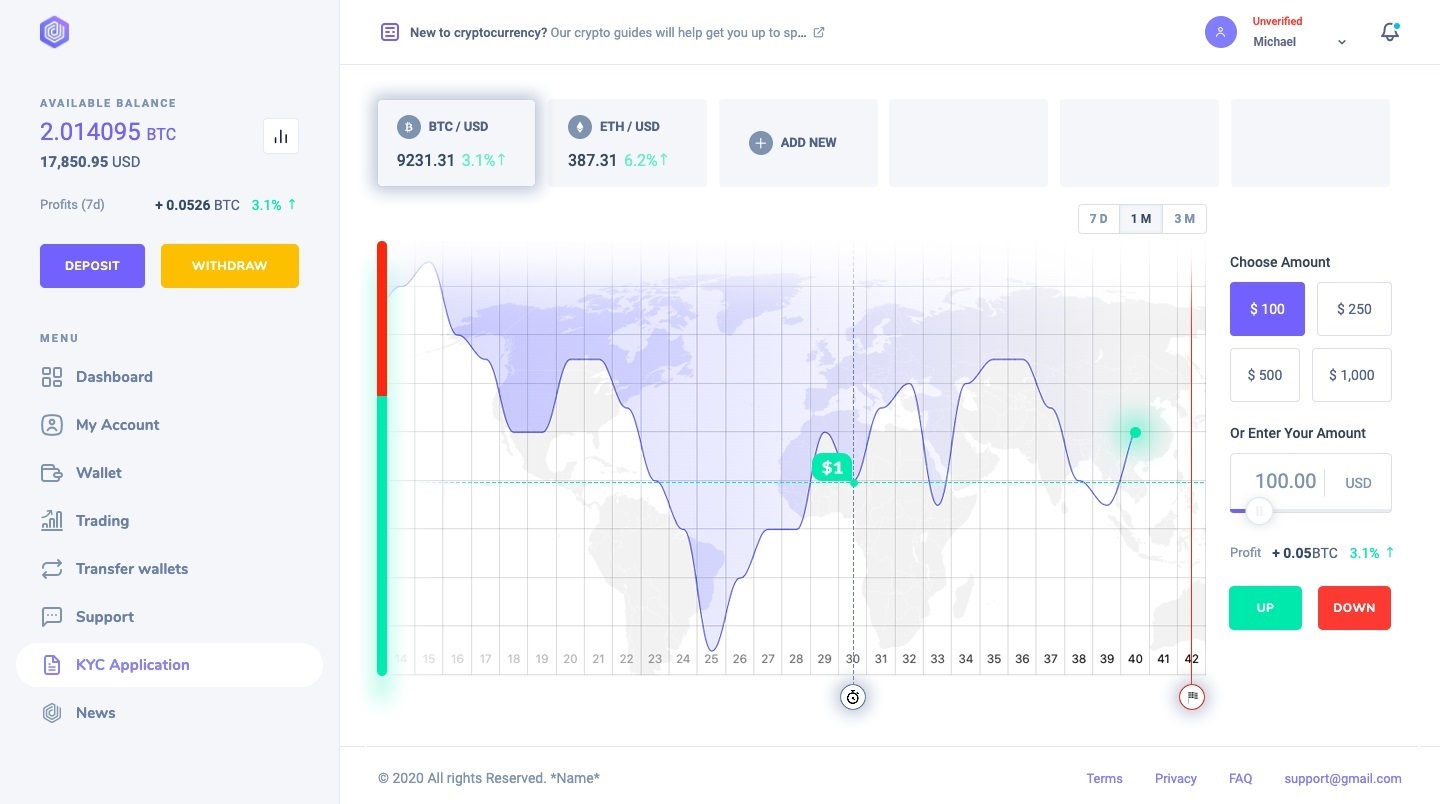 New to cryptocurrency? Our crypto guides will help get you up to sp...
Unverified
Michael
AVAILABLE BALANCE
2.014095 BTC
17,850.95 USD
Profits (7d) + 0.0526 BTC 3.1% ↑
DEPOSIT
WITHDRAW
MENU
Dashboard
My Account
Wallet
Trading
Transfer wallets
Support
KYC Application
News
BTC / USD
9231.31 3.1%↑
ETH / USD
387.31 6.2%↑
ADD NEW
7 D 1 M 3 M
$1
14 15 16 17 18 19 20 21 22 23 24 25 26 27 28 29 30 31 32 33 34 35 36 37 38 39 40 41 42
Choose Amount
$ 100 $ 250
$ 500 $ 1,000
Or Enter Your Amount
100.00 USD
Profit + 0.05BTC 3.1% ↑
UP DOWN
© 2020 All rights Reserved. *Name*
Terms Privacy FAQ support@gmail.com